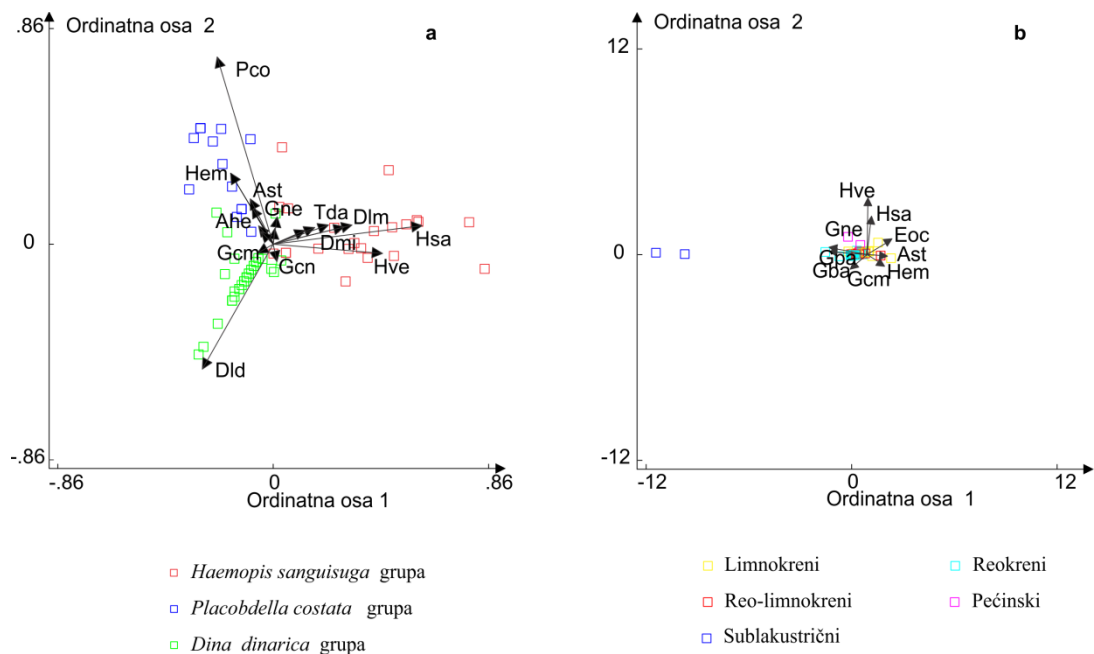 .86
Ordinatna osa 2
a
Pco
Hem
Ast
Gne
Ahe
Tda
Dlm
Hsa
Dmi
Gcm
Gcn
Hve
Dld
0
-.86
-.86
0
.86
Ordinatna osa 1
Haemopis sanguisuga grupa
Placobdella costata grupa
Dina dinarica grupa
Ordinatna osa 2
b
12
Hve
Hsa
Gne
Eoc
0
Gba
Ast
Gba
Hem
Gcm
-12
-12
0
12
Ordinatna osa 1
Limnokreni
Reokreni
Reo-limnokreni
Pećinski
Sublakustrični